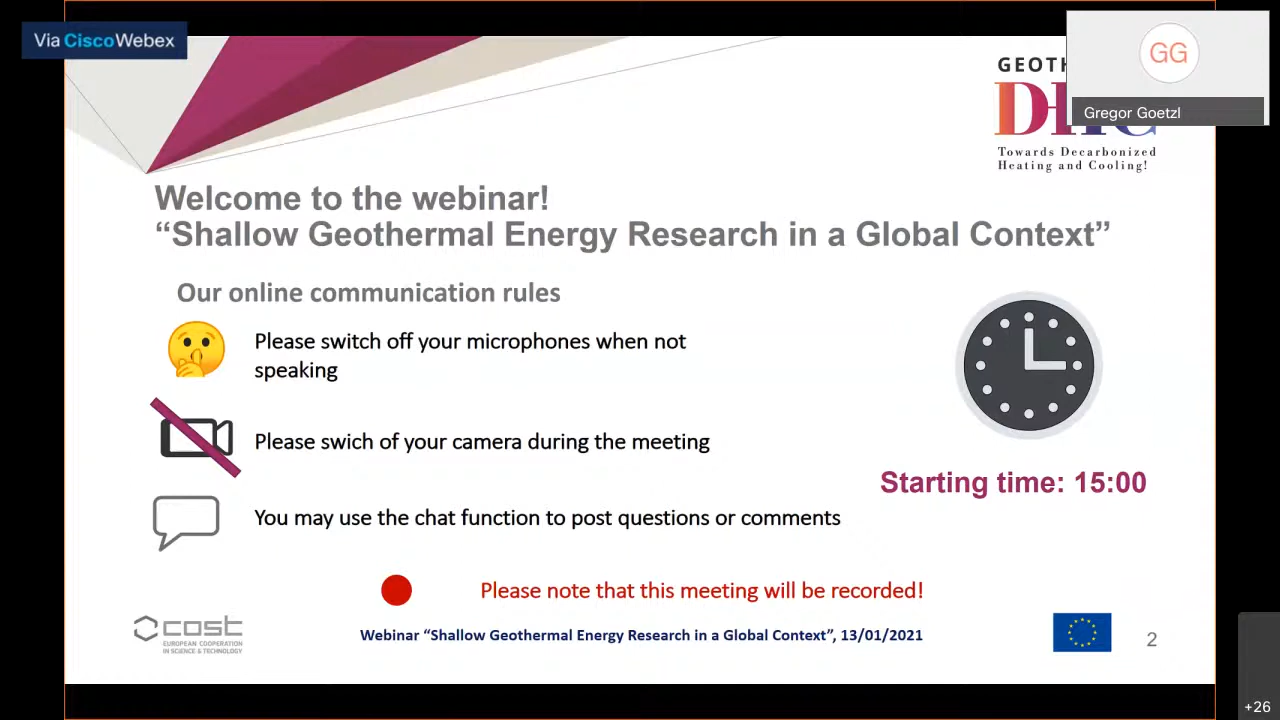 Via CiscoWebex
GG
Gregor Goetzl
GEOTH
Towards Decarbonized
Heating and Cooling!
Welcome to the webinar!
“Shallow Geothermal Energy Research in a Global Context”
Our online communication rules
Please switch off your microphones when not
speaking
Please swich of your camera during the meeting
You may use the chat function to post questions or comments
Starting time: 15:00
Please note that this meeting will be recorded!
cost
EUROPEAN COOPERATION
IN SCIENCE & TECHNOLOGY
Webinar “Shallow Geothermal Energy Research in a Global Context”, 13/01/2021
2
+26